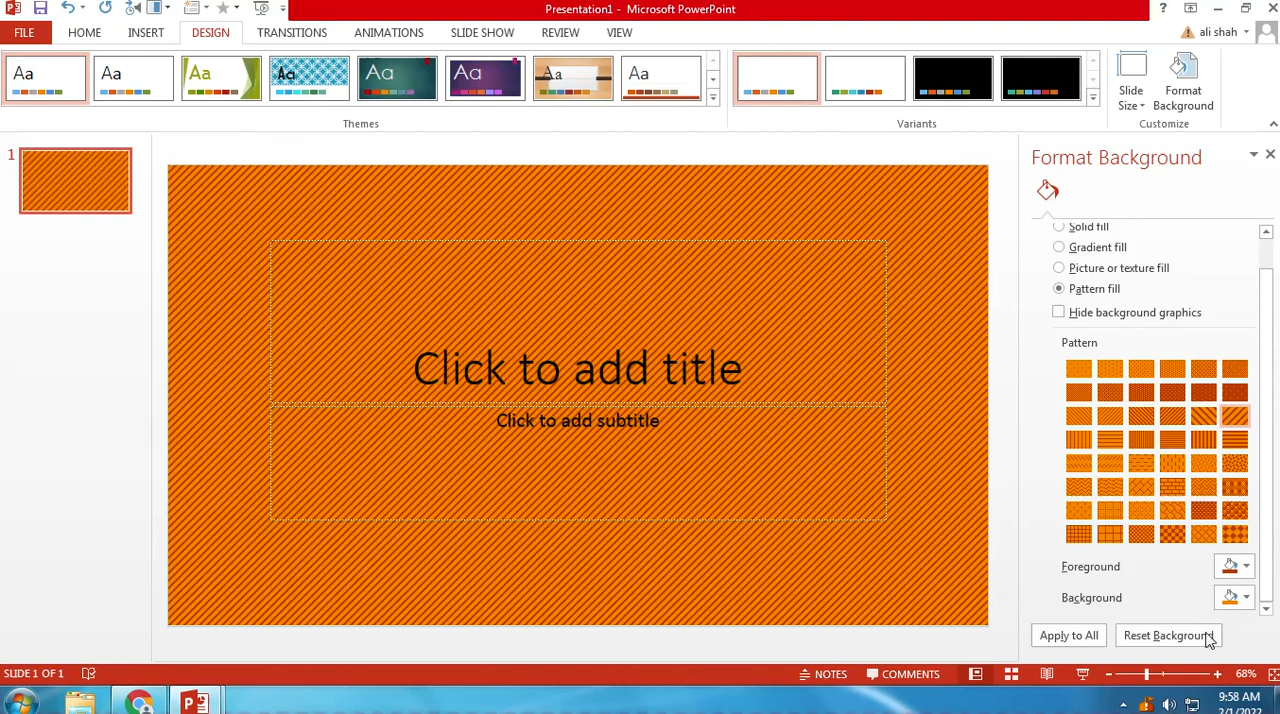 Presentation1 - Microsoft PowerPoint
FILE HOME INSERT DESIGN TRANSITIONS ANIMATIONS SLIDE SHOW REVIEW VIEW
ali shah
Aa Aa Aa Aa Aa Aa Aa Aa
Slide Size
Format Background
Themes Variants Customize
1
Format Background
Solid fill
Gradient fill
Picture or texture fill
Pattern fill
Hide background graphics
Pattern
Click to add title
Click to add subtitle
Foreground
Background
Apply to All Reset Background
SLIDE 1 OF 1 NOTES COMMENTS 68%
9:58 AM
2/1/2022